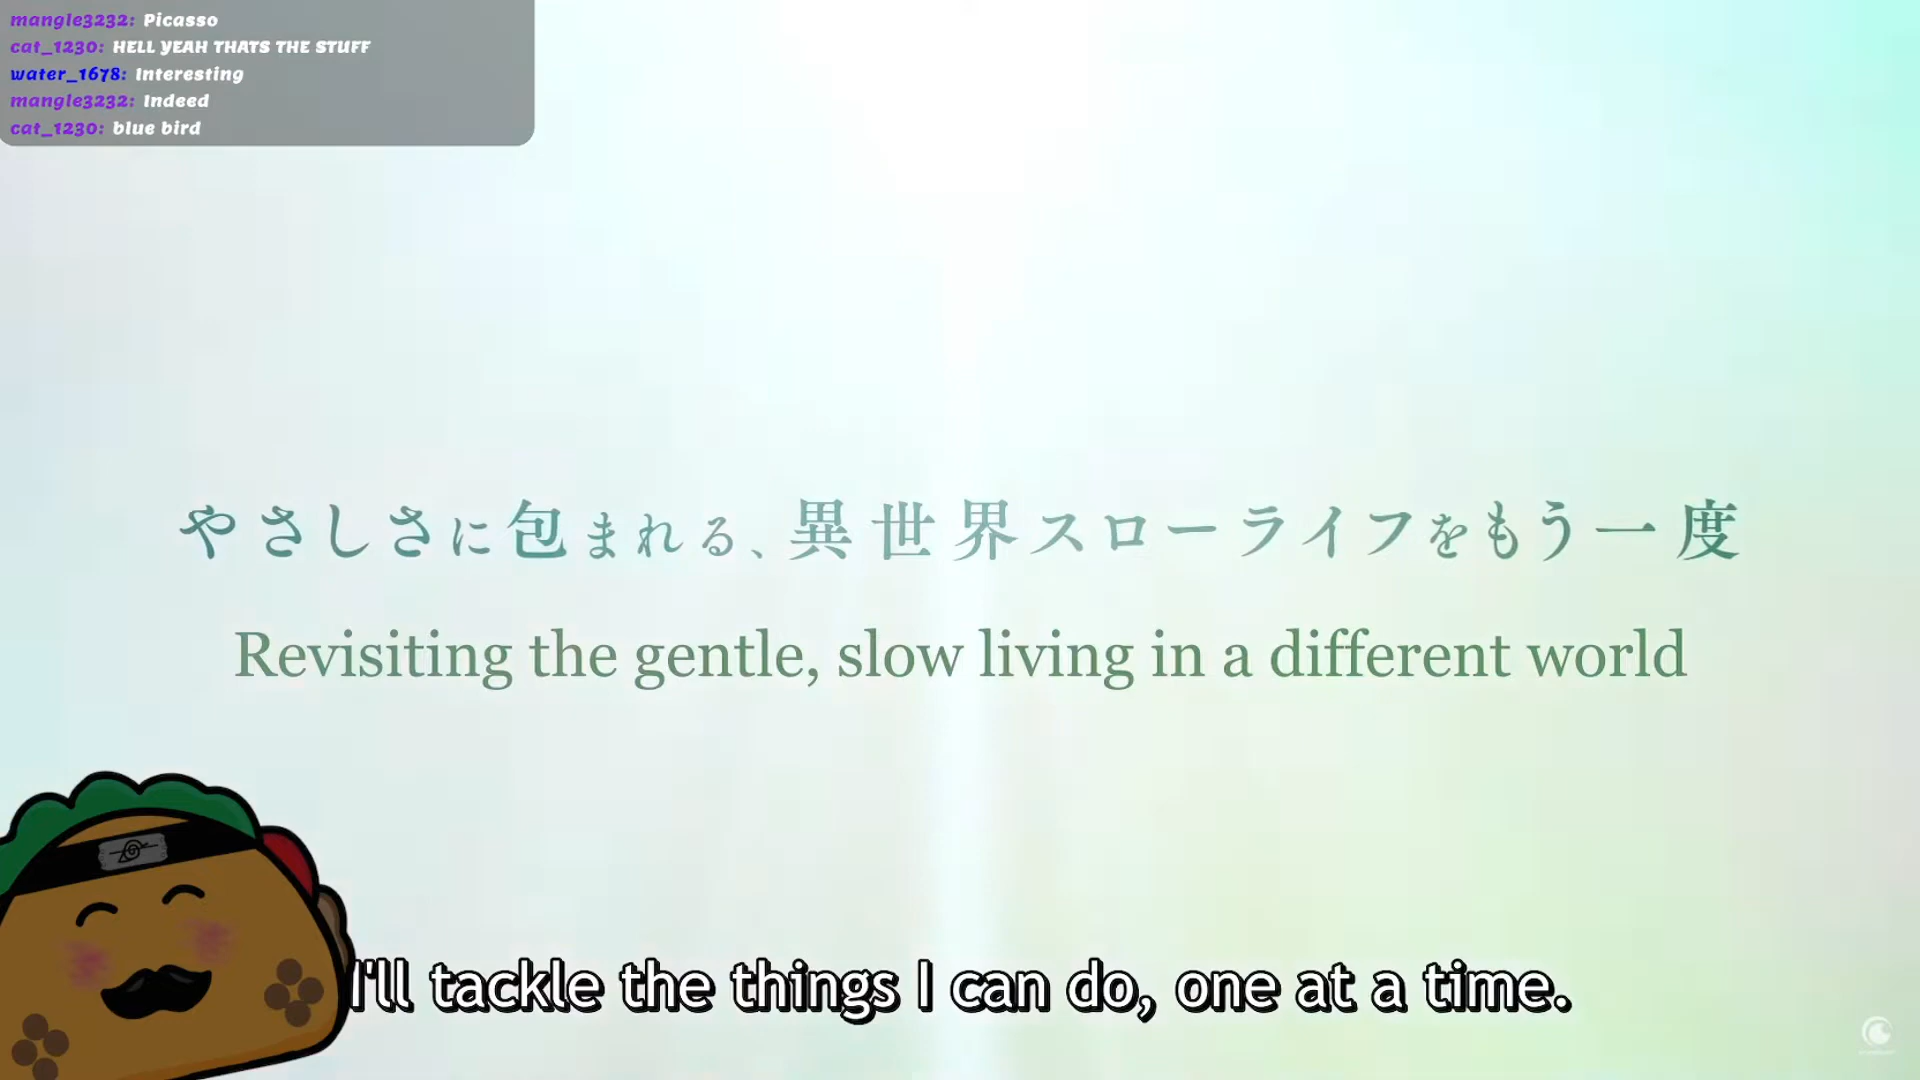 mangle3232: Picasso
cat_1230: HELL YEAH THATS THE STUFF
water_1678: Interesting
mangle3232: Indeed
cat_1230: blue bird
やさしさに包まれる、異世界スローライフをもう一度
Revisiting the gentle, slow living in a different world
I'll tackle the things I can do, one at a time.